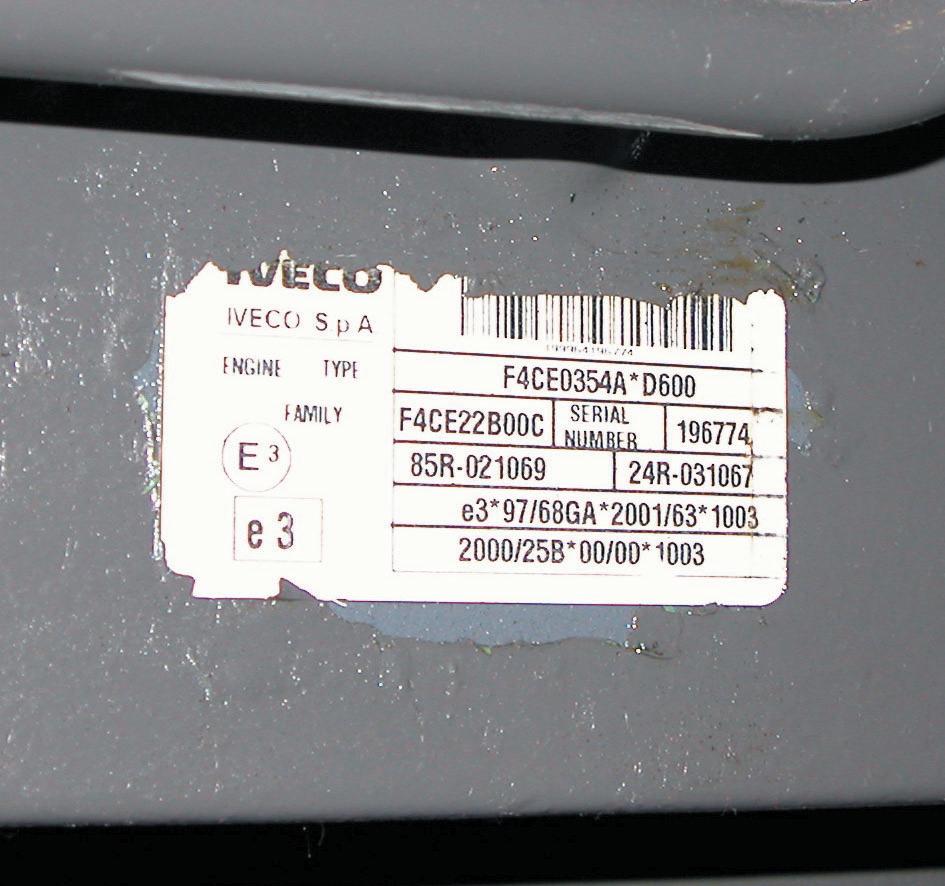 IVECO
IVECO S p A
ENGINE TYPE F4CE0354A*D600
FAMILY F4CE22B00C SERIAL NUMBER 196774
E3 85R-021069 24R-031067
e3*97/68GA*2001/63*1003
e 3 2000/25B*00/00*1003